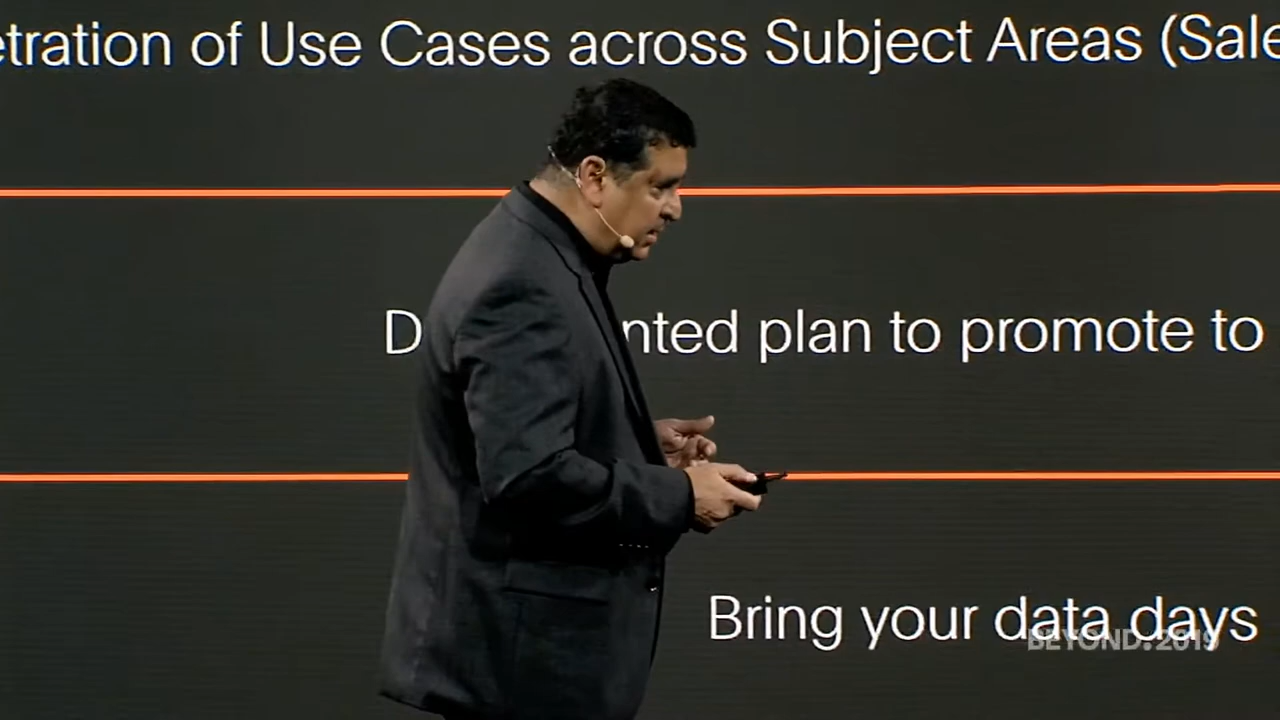 etration of Use Cases across Subject Areas (Sale
D nted plan to promote to
Bring your data days
BEYOND.2019